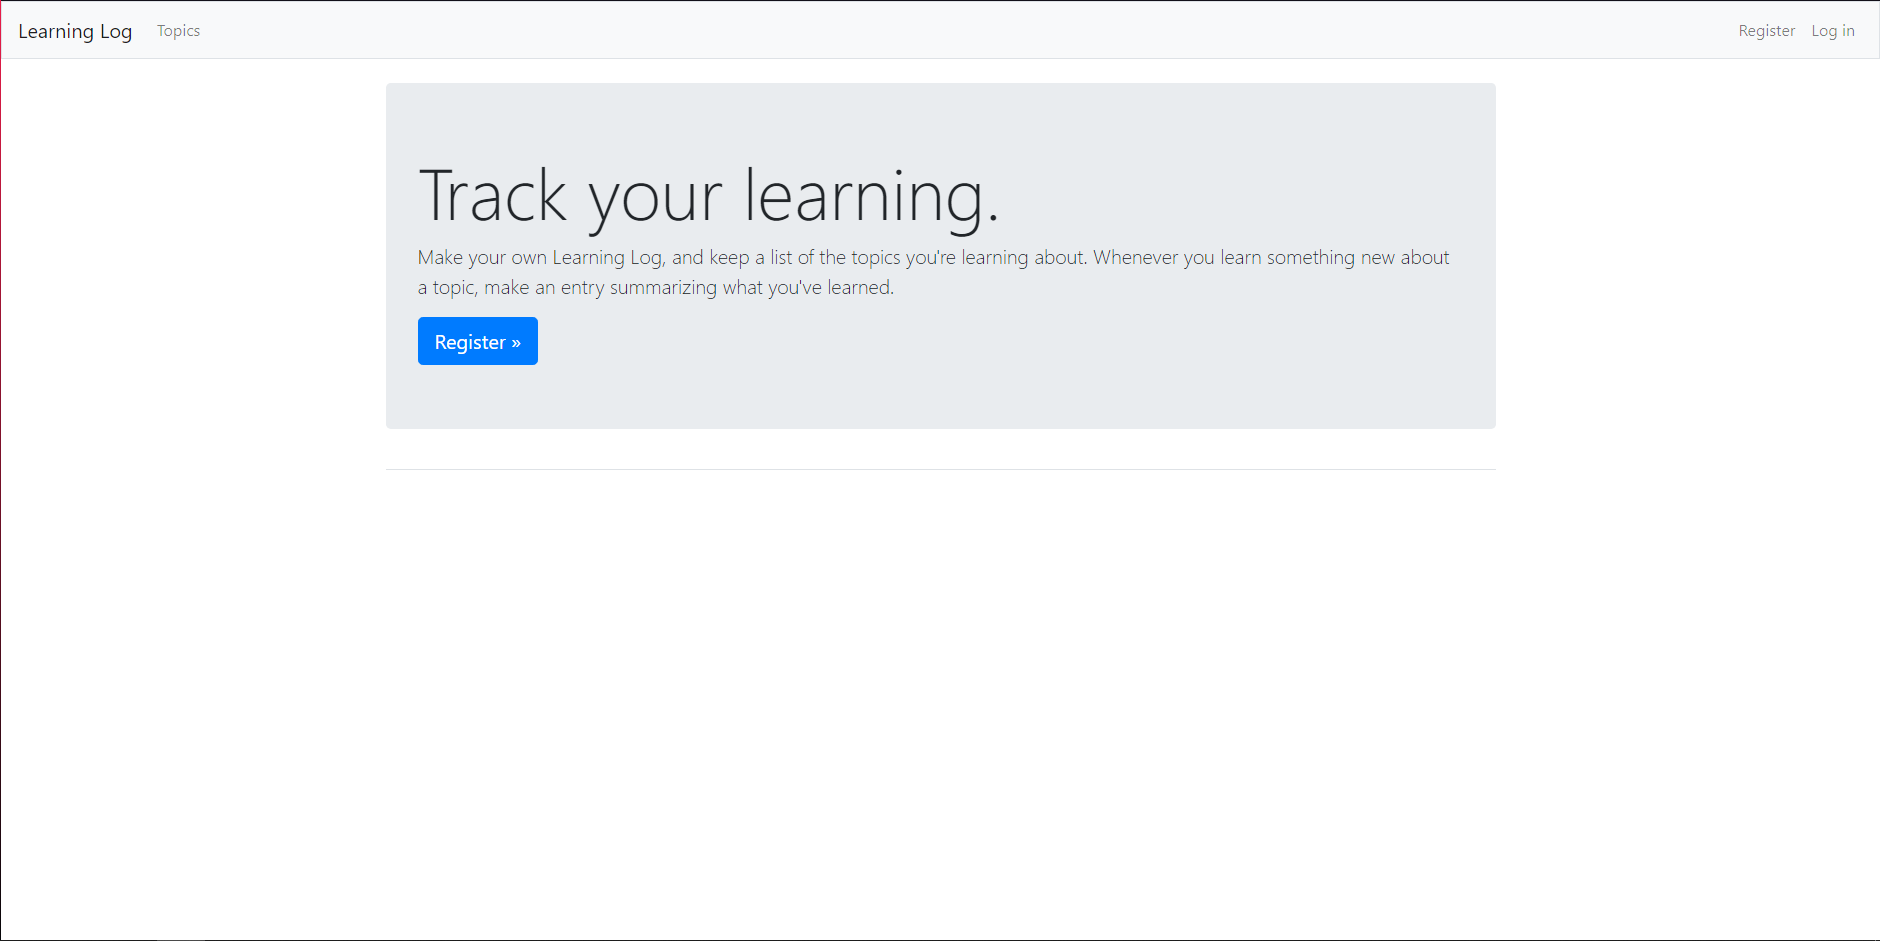 Learning Log Topics Register Log in
Track your learning.
Make your own Learning Log, and keep a list of the topics you're learning about. Whenever you learn something new about
a topic, make an entry summarizing what you've learned.
Register »